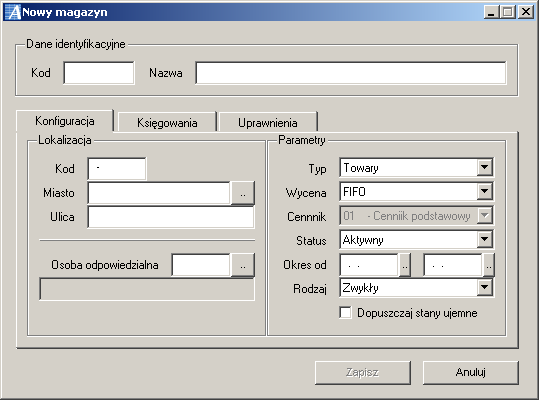 Nowy magazyn
Dane identyfikacyjne
Kod Nazwa
Konfiguracja Księgowania Uprawnienia
Lokalizacja
Kod -
Miasto ..
Ulica
Osoba odpowiedzialna ..
Parametry
Typ Towary
Wycena FIFO
Cennnik 01 - Cennik podstawowy
Status Aktywny
Okres od . . .. . . ..
Rodzaj Zwykły
Dopuszczaj stany ujemne
Zapisz Anuluj